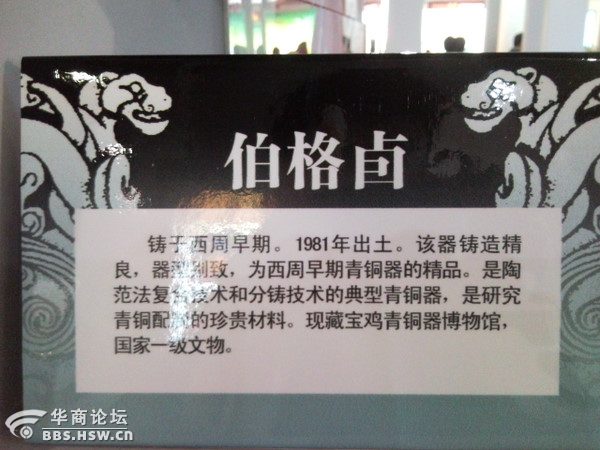 伯格卣
铸于西周早期。1981年出土。该器铸造精
良，器型别致，为西周早期青铜器的精品。是陶
范法复合技术和分铸技术的典型青铜器，是研究
青铜配的珍贵材料。现藏宝鸡青铜器博物馆，
国家一级文物。
华商论坛
BBS.HSW.CN